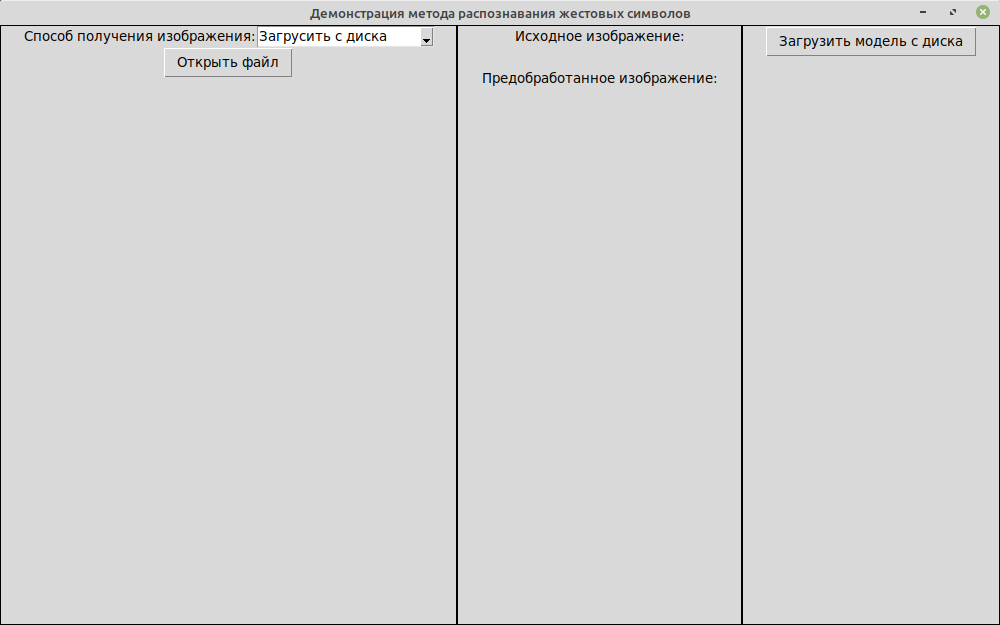 Демонстрация метода распознавания жестовых символов
Способ получения изображения: Загрусить с диска
Открыть файл
Исходное изображение:
Предобработанное изображение:
Загрузить модель с диска